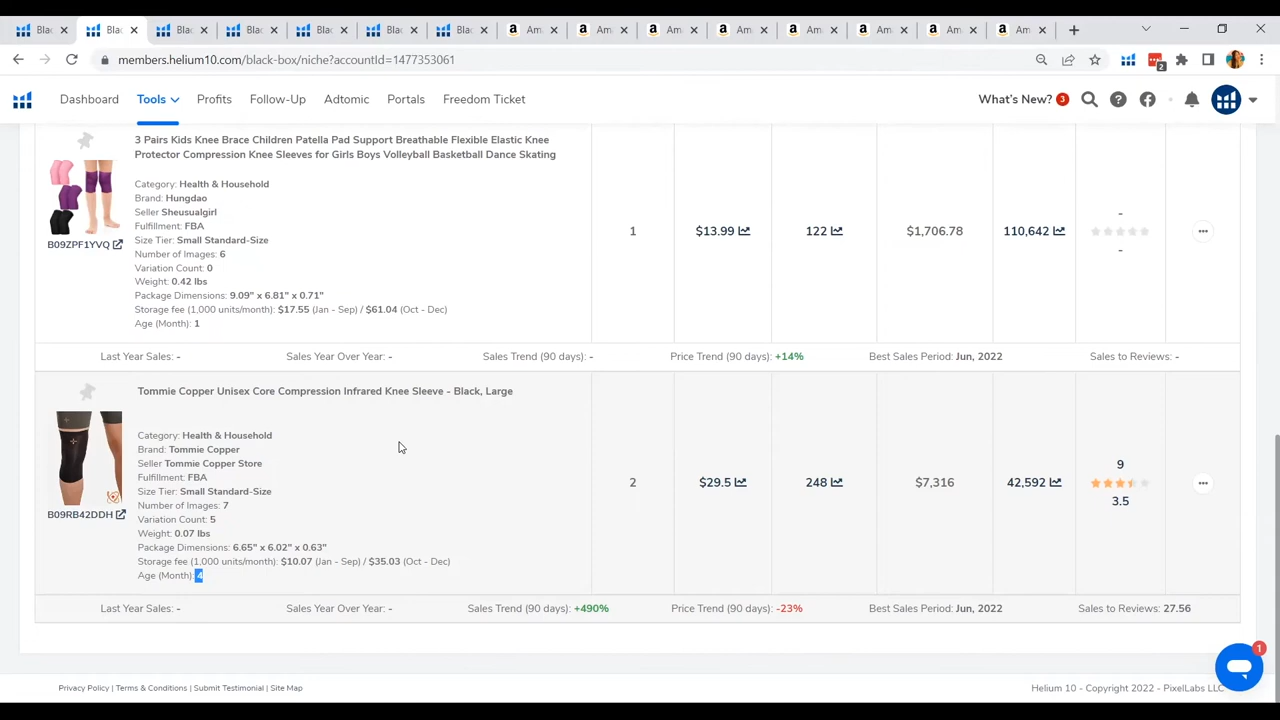 Blac
Blac
Blac
Blac
Blac
Blac
Blac
Ama
Ama
Ama
Ama
Ama
Ama
Ama
Ama
members.helium10.com/black-box/niche?accountId=1477353061
2
Dashboard Tools Profits Follow-Up Adtomic Portals Freedom Ticket What's New? 3
3 Pairs Kids Knee Brace Children Patella Pad Support Breathable Flexible Elastic Knee
Protector Compression Knee Sleeves for Girls Boys Volleyball Basketball Dance Skating
Category: Health & Household
Brand: Hungdao
Seller Sheusualgirl
Fulfillment: FBA
Size Tier: Small Standard-Size
Number of Images: 6
Variation Count: 0
Weight: 0.42 lbs
Package Dimensions: 9.09" x 6.81" x 0.71"
Storage fee (1,000 units/month): $17.55 (Jan - Sep) / $61.04 (Oct - Dec)
Age (Month): 1
B09ZPF1YVQ
1 $13.99 122 $1,706.78 110,642 -
-
Last Year Sales: - Sales Year Over Year: - Sales Trend (90 days): - Price Trend (90 days): +14% Best Sales Period: Jun, 2022 Sales to Reviews: -
Tommie Copper Unisex Core Compression Infrared Knee Sleeve - Black, Large
Category: Health & Household
Brand: Tommie Copper
Seller Tommie Copper Store
Fulfillment: FBA
Size Tier: Small Standard-Size
Number of Images: 7
Variation Count: 5
Weight: 0.07 lbs
Package Dimensions: 6.65" x 6.02" x 0.63"
Storage fee (1,000 units/month): $10.07 (Jan - Sep) / $35.03 (Oct - Dec)
Age (Month): 4
B09RB42DDH
2 $29.5 248 $7,316 42,592 9
3.5
Last Year Sales: - Sales Year Over Year: - Sales Trend (90 days): +490% Price Trend (90 days): -23% Best Sales Period: Jun, 2022 Sales to Reviews: 27.56
1
Privacy Policy | Terms & Conditions | Submit Testimonial | Site Map Helium 10 - Copyright 2022 - PixelLabs LLC